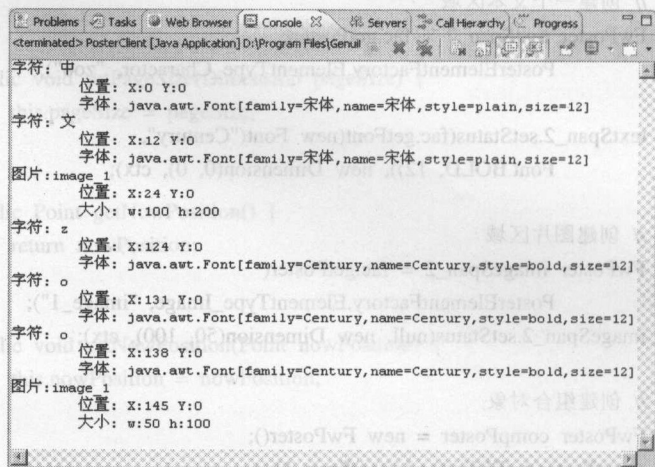 Problems Tasks Web Browser Console Servers Call Hierarchy Progress
<terminated> PosterClient [Java Application] D:\Program Files\Genuil
字符: 中
位置: X:0 Y:0
字体: java.awt.Font[family=宋体,name=宋体,style=plain,size=12]
字符: 文
位置: X:12 Y:0
字体: java.awt.Font[family=宋体,name=宋体,style=plain,size=12]
图片:image_1
位置: X:24 Y:0
大小: w:100 h:200
字符: z
位置: X:124 Y:0
字体: java.awt.Font[family=Century,name=Century,style=bold,size=12]
字符: o
位置: X:131 Y:0
字体: java.awt.Font[family=Century,name=Century,style=bold,size=12]
字符: o
位置: X:138 Y:0
字体: java.awt.Font[family=Century,name=Century,style=bold,size=12]
图片:image_1
位置: X:145 Y:0
大小: w:50 h:100